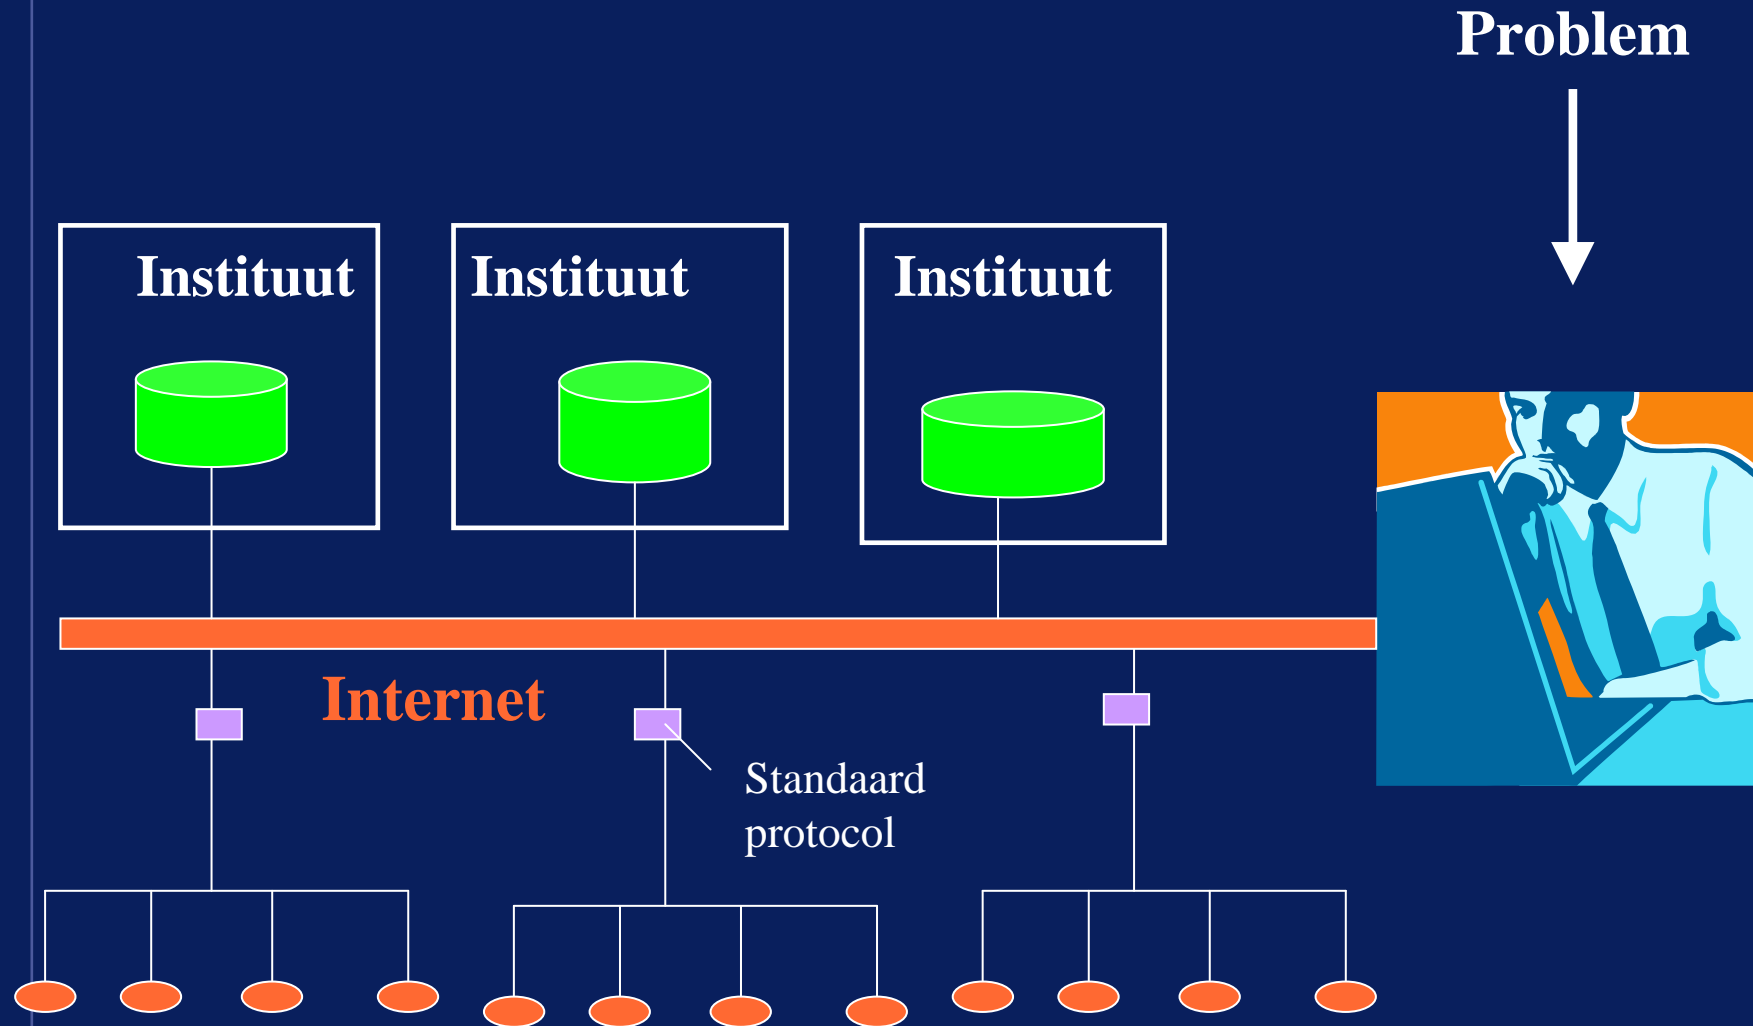 Problem
Instituut
Instituut
Instituut
Internet
Standaard
protocol